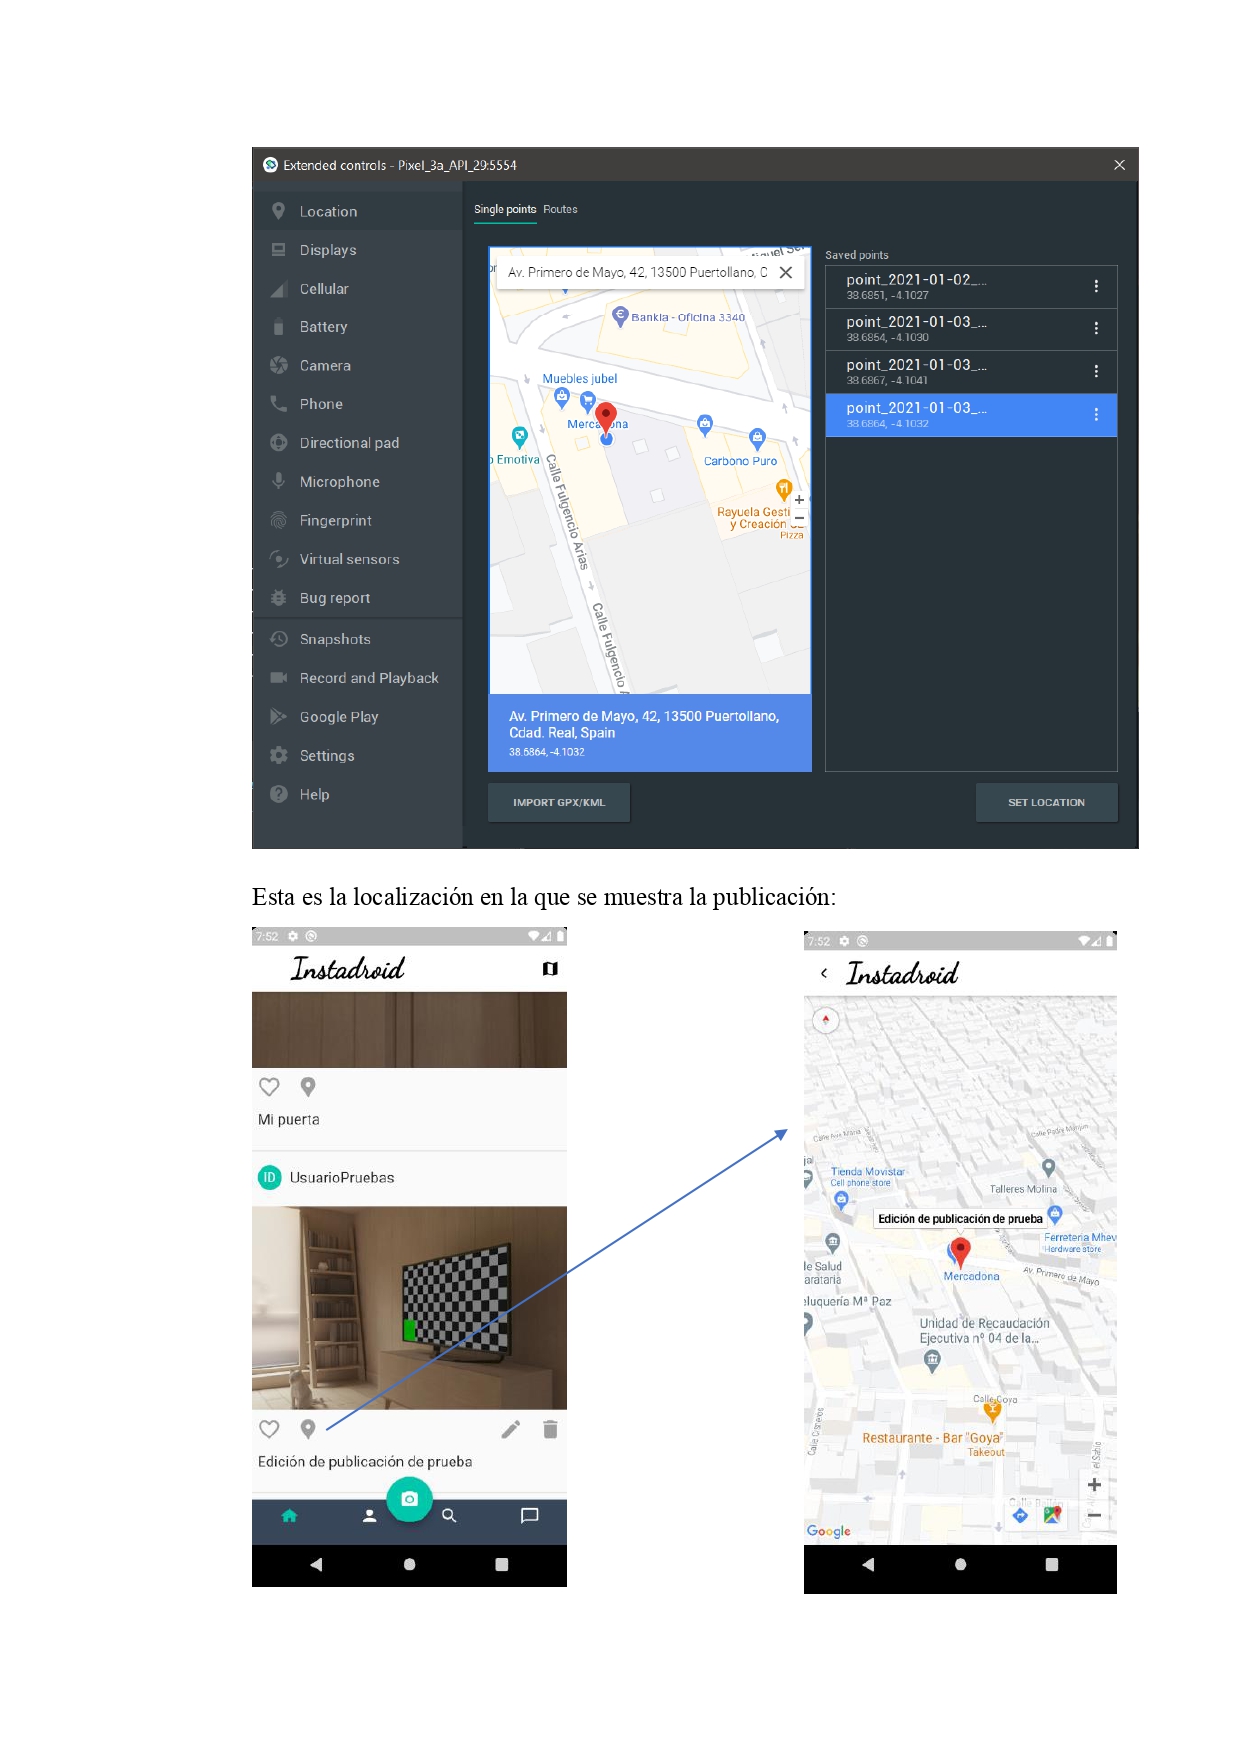 Extended controls - Pixel_3a_API_29:5554
Location
Displays
Cellular
Battery
Camera
Phone
Directional pad
Microphone
Fingerprint
Virtual sensors
Bug report
Snapshots
Record and Playback
Google Play
Settings
Help
Single points Routes
Av. Primero de Mayo, 42, 13500 Puertollano, C
Bankia - Oficina 3340
Muebles jubel
Mercadona
o Emotiva
Carbono Puro
Calle Fulgencio Arias
Rayuela Gesti
y Creación
Pizza
Calle Fulgencio A
Av. Primero de Mayo, 42, 13500 Puertollano,
Cdad. Real, Spain
38.6864, -4.1032
IMPORT GPX/KML
Saved points
point_2021-01-02_...
38.6851, -4.1027
point_2021-01-03_...
38.6854, -4.1030
point_2021-01-03_...
38.6867, -4.1041
point_2021-01-03_...
38.6864, -4.1032
SET LOCATION
Esta es la localización en la que se muestra la publicación:
7:52
Instadroid
Mi puerta
ID UsuarioPruebas
Edición de publicación de prueba
7:52
Instadroid
Calle Ave María
Tienda Movistar
Cell phone store
Talleres Molina
Edición de publicación de prueba
Ferretería Mhev
Hardware store
Mercadona
Av. Primero de Mayo
de Salud
arataria
eluquería Mª Paz
Unidad de Recaudación
Ejecutiva nº 04 de la...
Calle Goya
Restaurante - Bar "Goya"
Takeout
Calle Cisneros
Google